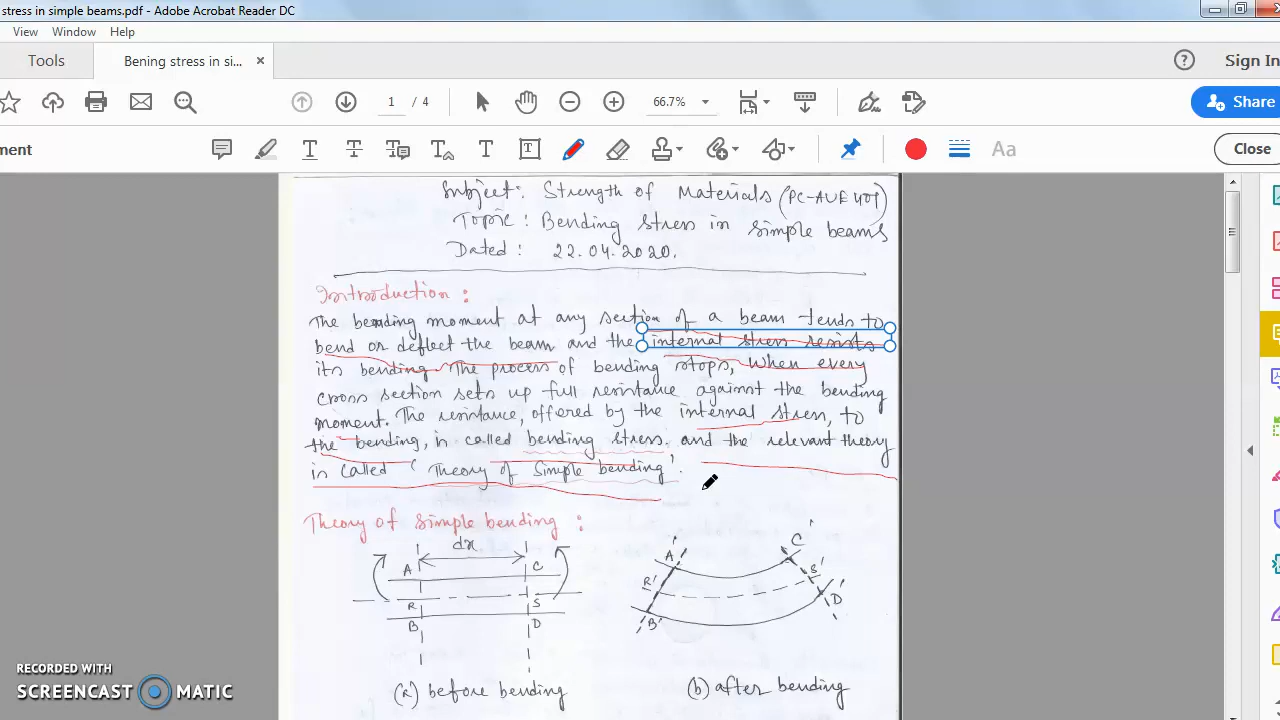 stress in simple beams.pdf - Adobe Acrobat Reader DC
View Window Help
Tools
Bening stress in si...
Sign In
1 / 4
66.7%
Share
ment
Aa
Close
Subject: Strength of Materials (PC-AUE 401)
Topic: Bending Stress in simple beams
Dated: 22.04.2020.
Introduction:
The bending moment at any section of a beam tends to
bend or deflect the beam and the internal stress resists
its bending. The process of bending stops, when every
cross section sets up full resistance against the bending
moment. The resistance, offered by the internal stress, to
the bending, is called bending stress. and the relevant theory
is called 'Theory of Simple bending'.
Theory of simple bending:
dx
A C
R S
B D
A' C'
R' S'
B' D'
(a) before bending
(b) after bending
RECORDED WITH
SCREENCAST MATIC